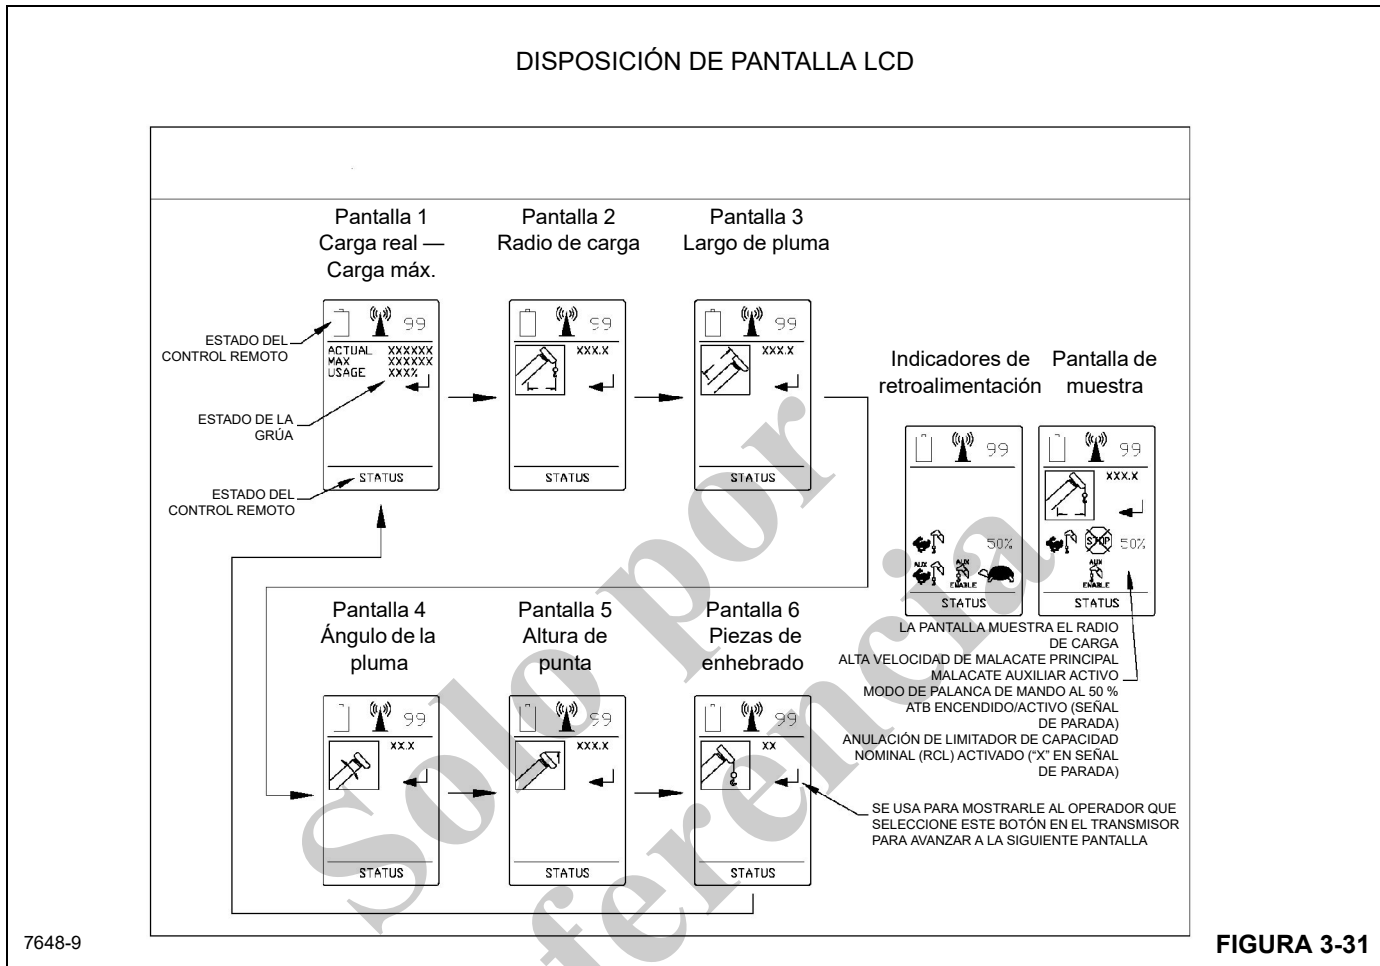 DISPOSICIÓN DE PANTALLA LCD
Pantalla 1
Carga real —
Carga máx.
Pantalla 2
Radio de carga
Pantalla 3
Largo de pluma
99
ACTUAL XXXXXX
MAX XXXXXX
USAGE XXX%
STATUS
ESTADO DEL
CONTROL REMOTO
ESTADO DE LA
GRÚA
ESTADO DEL
CONTROL REMOTO
99
XXX.X
STATUS
99
XXX.X
STATUS
Indicadores de
retroalimentación
Pantalla de
muestra
99
50%
AUX
AUX
ENABLE
STATUS
99
XXX.X
STOP
50%
AUX
ENABLE
STATUS
LA PANTALLA MUESTRA EL RADIO
DE CARGA
ALTA VELOCIDAD DE MALACATE PRINCIPAL
MALACATE AUXILIAR ACTIVO
MODO DE PALANCA DE MANDO AL 50 %
ATB ENCENDIDO/ACTIVO (SEÑAL
DE PARADA)
ANULACIÓN DE LIMITADOR DE CAPACIDAD
NOMINAL (RCL) ACTIVADO (“X” EN SEÑAL
DE PARADA)
Pantalla 4
Ángulo de la
pluma
Pantalla 5
Altura de
punta
Pantalla 6
Piezas de
enhebrado
99
XX.X
STATUS
99
XXX.X
STATUS
99
XX
STATUS
SE USA PARA MOSTRARLE AL OPERADOR QUE
SELECCIONE ESTE BOTÓN EN EL TRANSMISOR
PARA AVANZAR A LA SIGUIENTE PANTALLA
Solo por
ferencia
7648-9
FIGURA 3-31